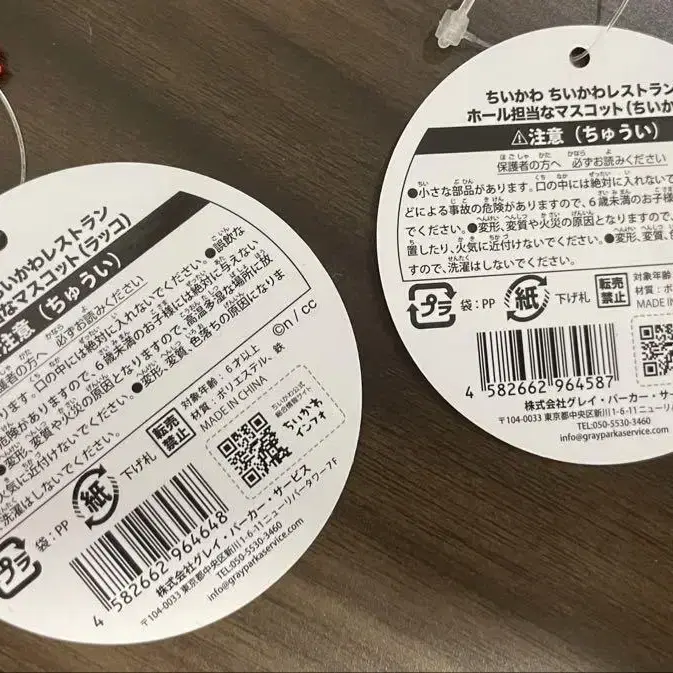 ちいかわレストラン
なマスコット(ラッコ)
注意(ちゅうい)
保護者の方へ 必ずお読みください
ります。口の中には絶対に入れないでください。●誤飲な
危険がありますので、6歳未満のお子様には絶対に与えない
●変形、変質や火災の原因となりますので、高温多湿な場所に放
火気に近付けないでください。●変形、変質、色落ちの原因になりま
洗濯はしないでください。
©n / cc
プラ
袋:PP
紙
下げ札
転売禁止
対象年齢:6才以上
材質:ポリエステル、鉄
MADE IN CHINA
ちいかわ公式
の情報サイト
ちいかわ
インフォ
4 582662 964648
株式会社グレイ・パーカー・サービス
〒104-0033 東京都中央区新川1-6-11 ニューリバータワー7F
TEL:050-5530-3460
info@grayparkaservice.com
ちいかわ ちいかわレストラン
ホール担当なマスコット(ちいか
⚠注意(ちゅうい)
保護者の方へ 必ずお読みください
●小さな部品があります。口の中には絶対に入れない
どによる事故の危険がありますので、6歳未満のお子様
でください。●変形、変質や火災の原因となりますので、
置したり、火気に近付けないでください。●変形、変質、
すので、洗濯はしないでください。
プラ
袋:PP
紙
下げ札
転売禁止
対象年齢
材質:ポ
MADE IN
4 582662 964587
株式会社グレイ・パーカー・サー
〒104-0033 東京都中央区新川1-6-11 ニューリバ
TEL:050-5530-3460
info@grayparkaservice.